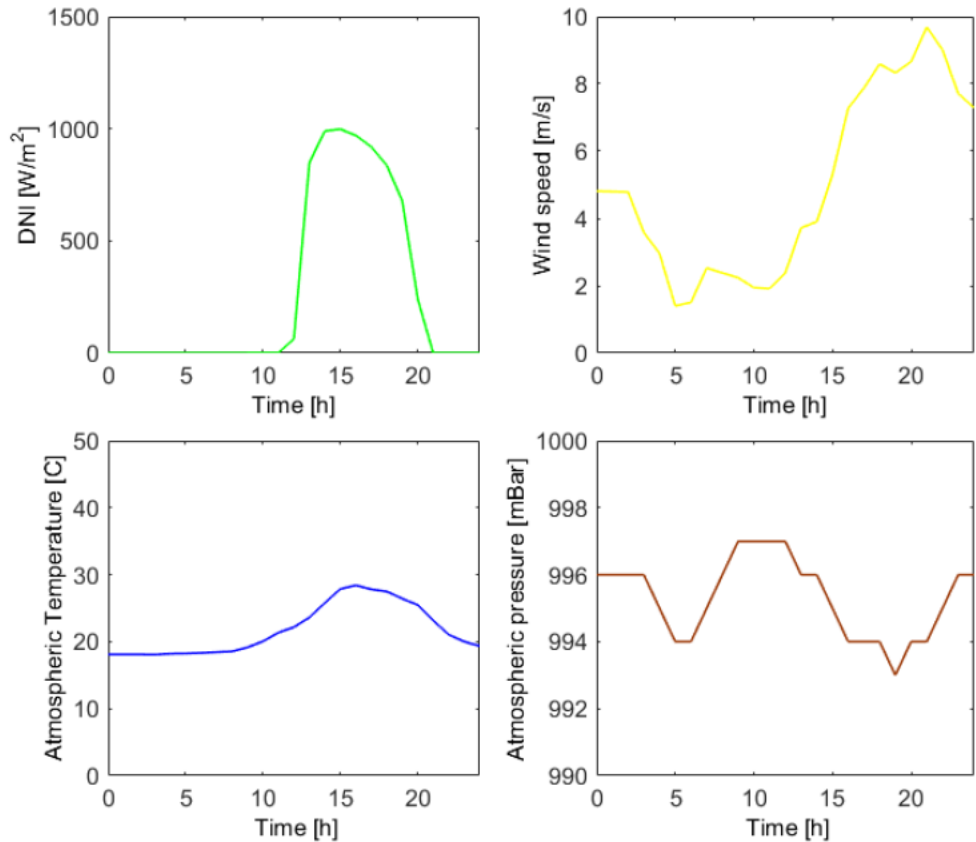 1500
1000
500
0
DNI [W/m²]
0 5 10 15 20
Time [h]
10
8
6
4
2
0
Wind speed [m/s]
0 5 10 15 20
Time [h]
50
40
30
20
10
0
Atmospheric Temperature [C]
0 5 10 15 20
Time [h]
1000
998
996
994
992
990
Atmospheric pressure [mBar]
0 5 10 15 20
Time [h]